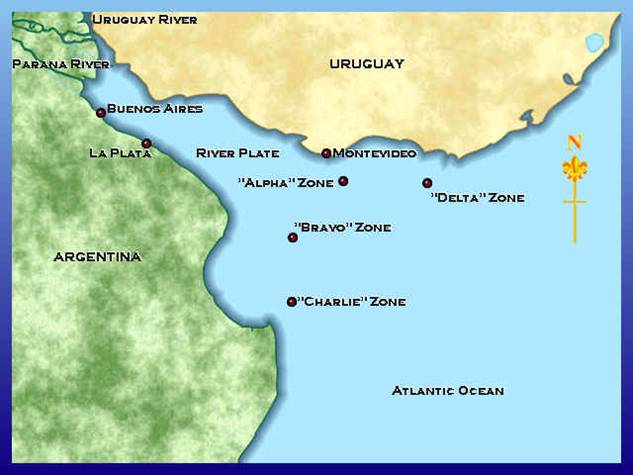 Uruguay River
Parana River
Uruguay
Buenos Aires
La Plata
River Plate
Montevideo
N
"Alpha" Zone
"Delta" Zone
"Bravo" Zone
Argentina
"Charlie" Zone
Atlantic Ocean